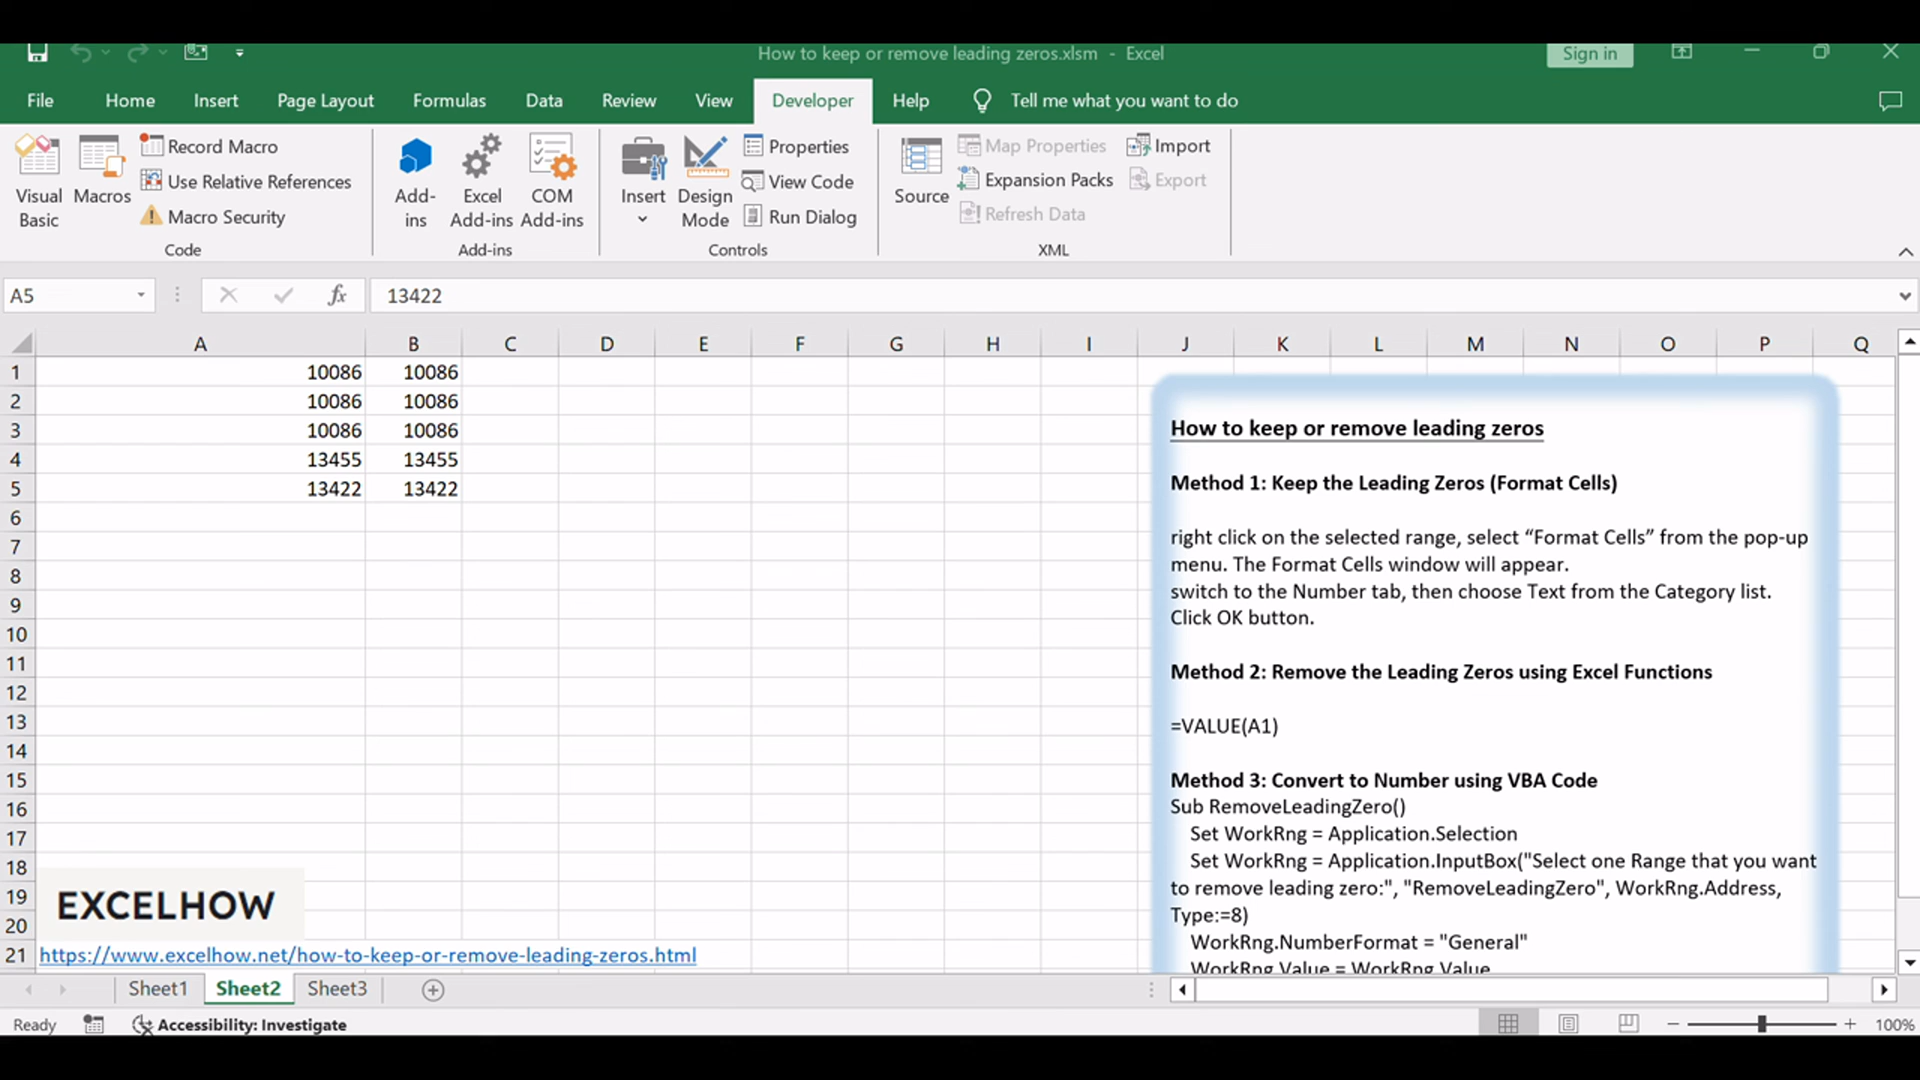 How to keep or remove leading zeros.xlsm - Excel
Sign in
File Home Insert Page Layout Formulas Data Review View Developer Help Tell me what you want to do
Visual Basic
Macros
Record Macro
Use Relative References
Macro Security
Code
Add-ins
Excel Add-ins
COM Add-ins
Add-ins
Insert
Design Mode
Properties
View Code
Run Dialog
Controls
Source
Map Properties
Expansion Packs
Refresh Data
Import
Export
XML
A5 fx 13422
A B C D E F G H I J K L M N O P Q
1 10086 10086
2 10086 10086
3 10086 10086
4 13455 13455
5 13422 13422
6
7
8
9
10
11
12
13
14
15
16
17
18
19
20
21
EXCELHOW
https://www.excelhow.net/how-to-keep-or-remove-leading-zeros.html
How to keep or remove leading zeros
Method 1: Keep the Leading Zeros (Format Cells)
right click on the selected range, select “Format Cells” from the pop-up
menu. The Format Cells window will appear.
switch to the Number tab, then choose Text from the Category list.
Click OK button.
Method 2: Remove the Leading Zeros using Excel Functions
=VALUE(A1)
Method 3: Convert to Number using VBA Code
Sub RemoveLeadingZero()
Set WorkRng = Application.Selection
Set WorkRng = Application.InputBox("Select one Range that you want
to remove leading zero:", "RemoveLeadingZero", WorkRng.Address,
Type:=8)
WorkRng.NumberFormat = "General"
WorkRng.Value = WorkRng.Value
Sheet1 Sheet2 Sheet3
Ready Accessibility: Investigate 100%